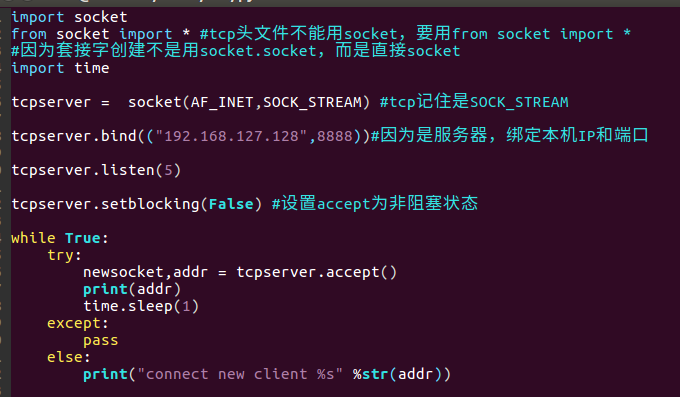 import socket
from socket import * #tcp头文件不能用socket，要用from socket import *
#因为套接字创建不是用socket.socket，而是直接socket
import time
tcpserver =  socket(AF_INET,SOCK_STREAM) #tcp记住是SOCK_STREAM
tcpserver.bind(("192.168.127.128",8888))#因为是服务器，绑定本机IP和端口
tcpserver.listen(5)
tcpserver.setblocking(False) #设置accept为非阻塞状态
while True:
    try:
        newsocket,addr = tcpserver.accept()
        print(addr)
        time.sleep(1)
    except:
        pass
    else:
        print("connect new client %s" %str(addr))